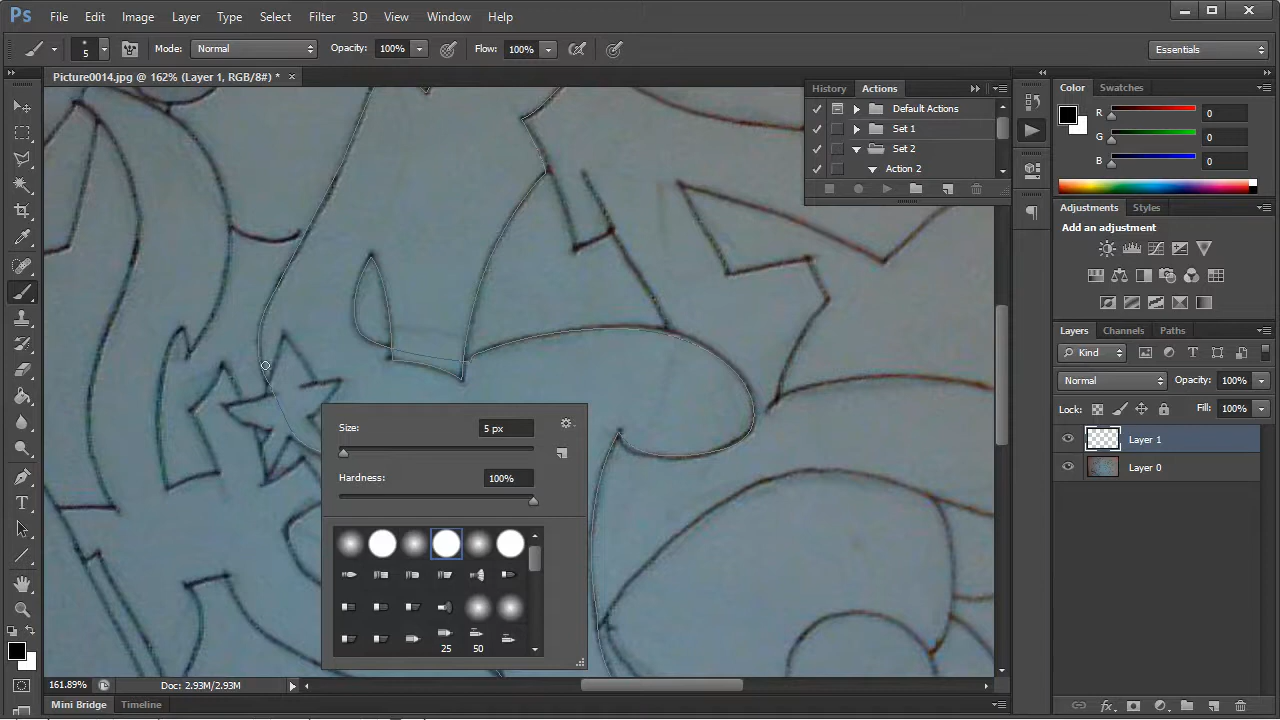 Ps File Edit Image Layer Type Select Filter 3D View Window Help
5 Mode: Normal Opacity: 100% Flow: 100% Essentials
Picture0014.jpg @ 162% (Layer 1, RGB/8#) * ×
History Actions
Default Actions
Set 1
Set 2
Action 2
Color Swatches
R 0
G 0
B 0
Adjustments Styles
Add an adjustment
Layers Channels Paths
Kind
Normal Opacity: 100%
Lock: Fill: 100%
Layer 1
Layer 0
Size: 5 px
Hardness: 100%
25 50
161.89% Doc: 2.93M/2.93M
Mini Bridge Timeline